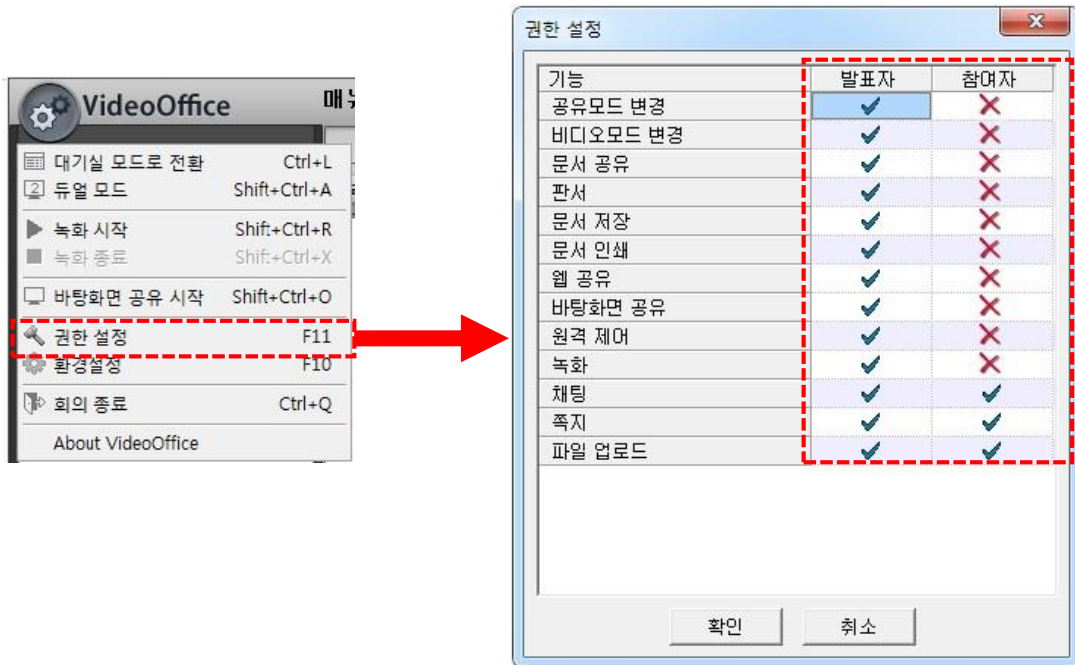 VideoOffice
대기실 모드로 전환 Ctrl+L
듀얼 모드 Shift+Ctrl+A
녹화 시작 Shift+Ctrl+R
녹화 종료 Shift+Ctrl+X
바탕화면 공유 시작 Shift+Ctrl+O
권한 설정 F11
환경설정 F10
회의 종료 Ctrl+Q
About VideoOffice
권한 설정
기능 발표자 참여자
공유모드 변경
비디오모드 변경
문서 공유
판서
문서 저장
문서 인쇄
웹 공유
바탕화면 공유
원격 제어
녹화
채팅
쪽지
파일 업로드
확인 취소